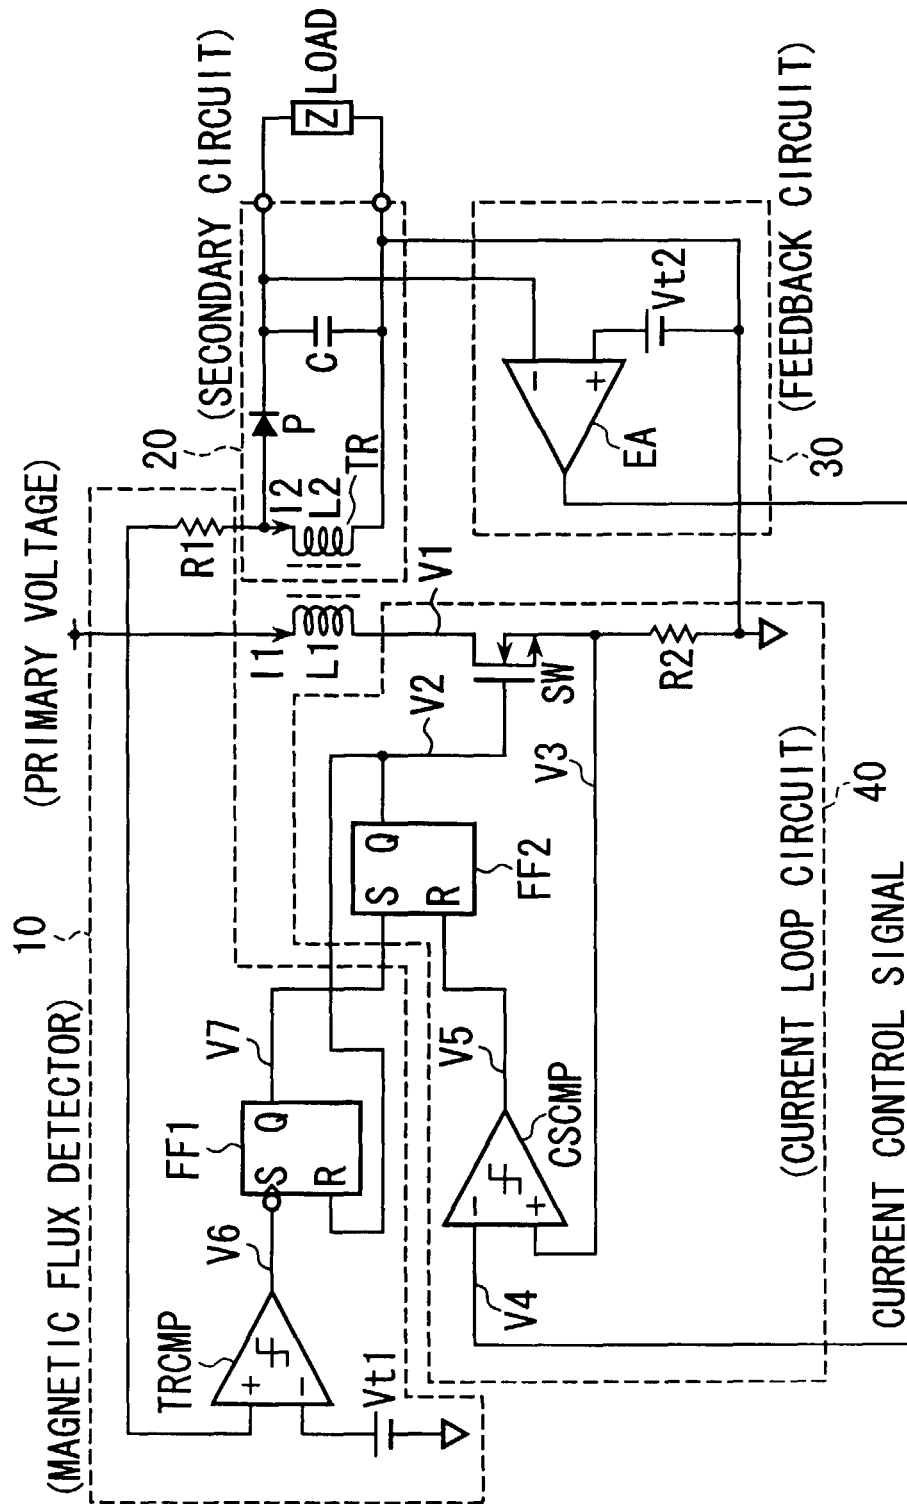 (PRIMARY VOLTAGE)
(MAGNETIC FLUX DETECTOR)
10
20
(SECONDARY CIRCUIT)
R1
P
C
Z
LOAD
I1
L1
I2
L2
TR
V1
V2
SW
V3
R2
TRCMP
+
−
Vt1
V6
FF1
S
Q
R
V7
FF2
S
Q
R
V5
CSCMP
−
+
V4
(CURRENT LOOP CIRCUIT)
40
EA
−
+
Vt2
30
(FEEDBACK CIRCUIT)
CURRENT CONTROL SIGNAL